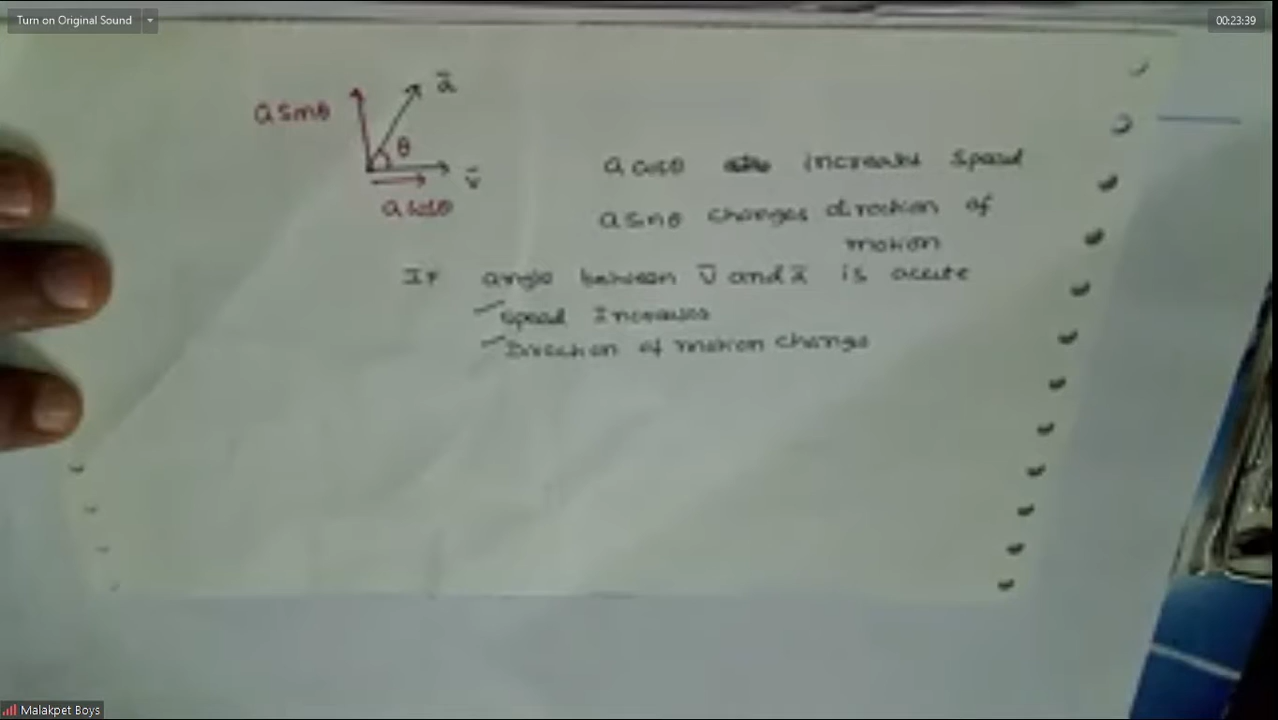 Turn on Original Sound
00:23:39
a sinθ
ā
θ
v̄
a cosθ
a cosθ increases speed
a sinθ changes direction of
motion
If angle between v̄ and ā is acute
Speed Increases
Direction of motion change
Malakpet Boys